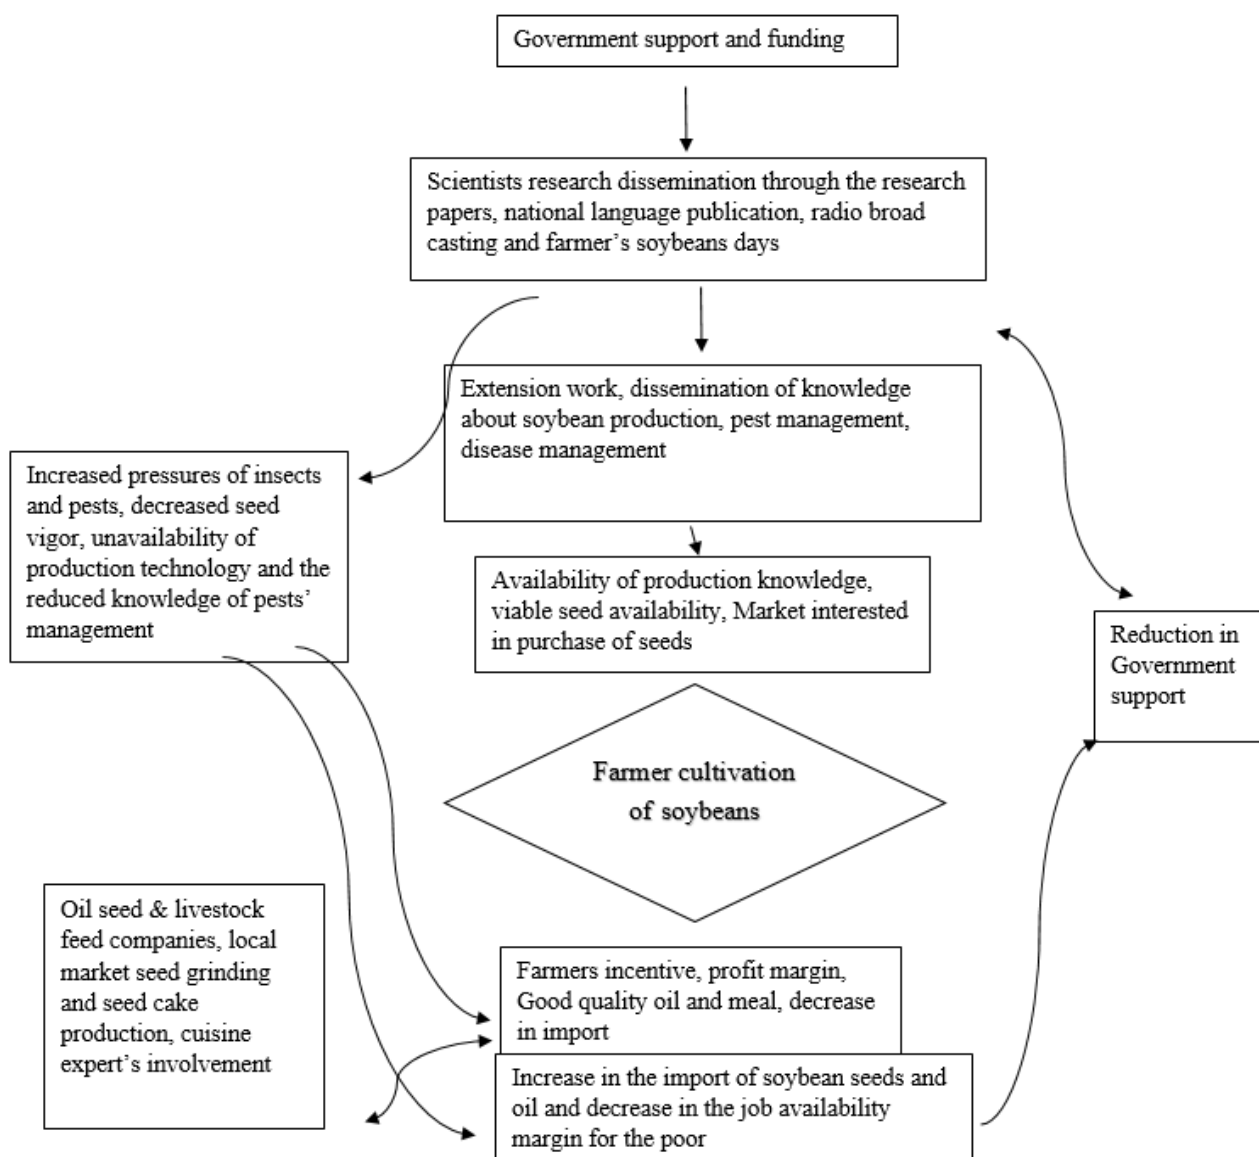 Government support and funding
Scientists research dissemination through the research
papers, national language publication, radio broad
casting and farmer’s soybeans days
Extension work, dissemination of knowledge
about soybean production, pest management,
disease management
Increased pressures of insects
and pests, decreased seed
vigor, unavailability of
production technology and the
reduced knowledge of pests’
management
Availability of production knowledge,
viable seed availability, Market interested
in purchase of seeds
Reduction in
Government
support
Farmer cultivation
of soybeans
Oil seed & livestock
feed companies, local
market seed grinding
and seed cake
production, cuisine
expert’s involvement
Farmers incentive, profit margin,
Good quality oil and meal, decrease
in import
Increase in the import of soybean seeds and
oil and decrease in the job availability
margin for the poor